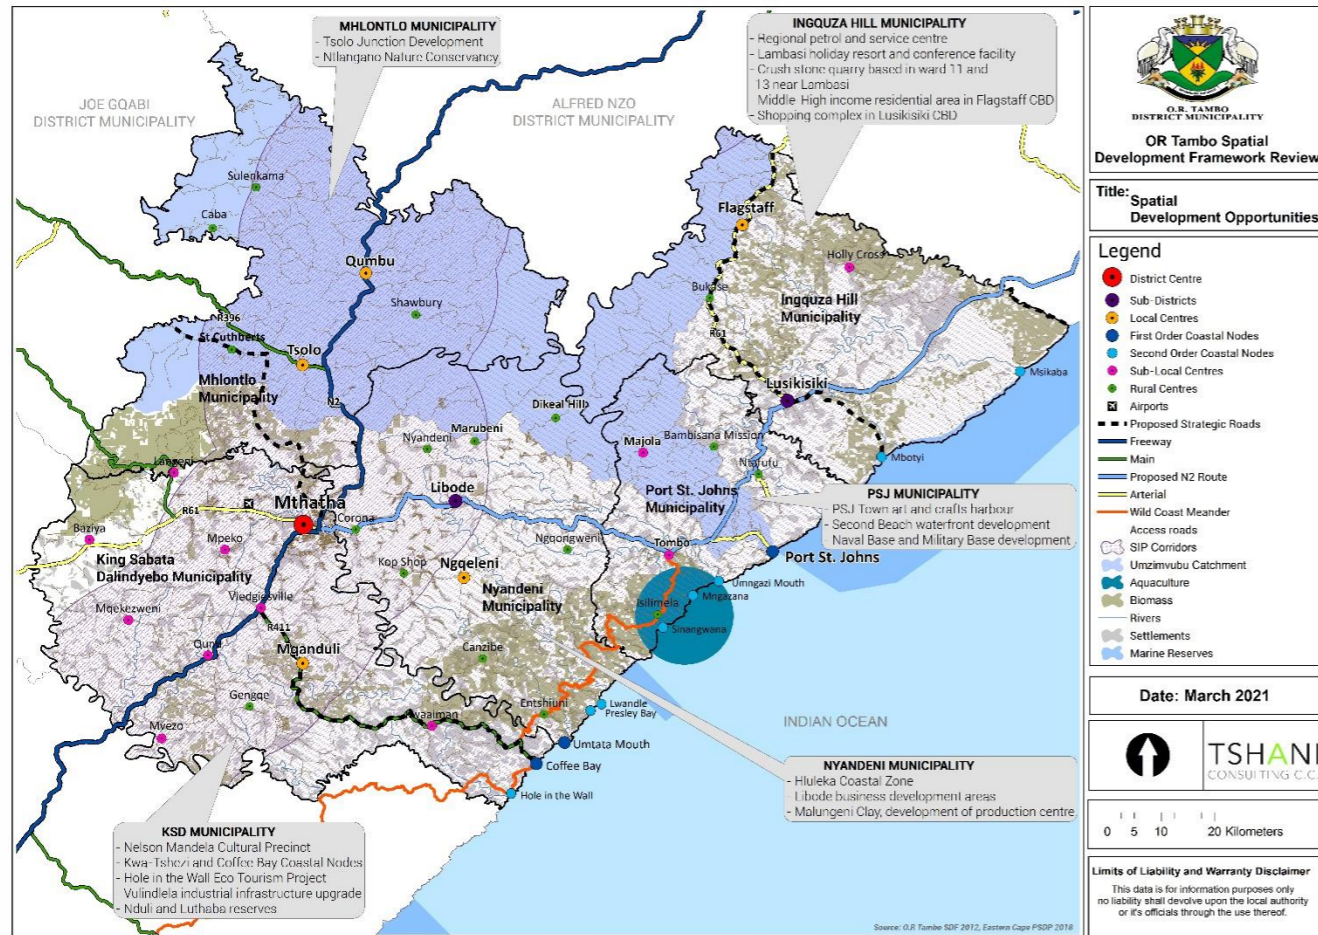 MHLONTLO MUNICIPALITY
- Tsolo Junction Development
- Ntlangano Nature Conservancy
INGQUZA HILL MUNICIPALITY
- Regional petrol and service centre
- Lambasi holiday resort and conference facility
- Crush stone quarry based in ward 11 and
13 near Lambasi
Middle-High income residential area in Flagstaff CBD
- Shopping complex in Lusikisiki CBD
JOE GQABI
DISTRICT MUNICIPALITY
ALFRED NZO
DISTRICT MUNICIPALITY
Sulenkama
Caba
Qumbu
Shawbury
R396
St Cuthberts
Tsolo
Mhlontlo
Municipality
N2
Flagstaff
Holly Cross
Bukase
Ingquza Hill
Municipality
R61
Lusikisiki
Msikaba
Mbotyi
Dikeal Hill
Nyandeni
Marubeni
Majola
Bambisana Mission
Ntafufu
Langeni
Mthatha
Libode
Port St. Johns
Municipality
R61
Corona
Baziya
Mpeko
King Sabata
Dalindyebo Municipality
Ngqongweni
Tombo
Port St. Johns
Kop Shop
Ngqeleni
Nyandeni
Municipality
Umngazi Mouth
Mngazana
Isilimela
Sinangwana
Viedgiesville
Mqekezweni
R411
Qunu
Mqanduli
Canzibe
Gengqe
Mvezo
Kwaaiman
Entshiuni
Lwandle
Presley Bay
Umtata Mouth
Coffee Bay
Hole in the Wall
INDIAN OCEAN
PSJ MUNICIPALITY
- PSJ Town art and crafts harbour
- Second Beach waterfront development
Naval Base and Military Base development
NYANDENI MUNICIPALITY
- Hluleka Coastal Zone
- Libode business development areas
- Malungeni Clay, development of production centre
KSD MUNICIPALITY
- Nelson Mandela Cultural Precinct
- Kwa-Tshezi and Coffee Bay Coastal Nodes
- Hole in the Wall Eco Tourism Project
Vulindlela industrial infrastructure upgrade
- Nduli and Luthaba reserves
Source: O.R Tambo SDF 2012, Eastern Cape PSDP 2018
O.R. TAMBO
DISTRICT MUNICIPALITY
OR Tambo Spatial
Development Framework Review
Title: Spatial
Development Opportunities
Legend
District Centre
Sub-Districts
Local Centres
First Order Coastal Nodes
Second Order Coastal Nodes
Sub-Local Centres
Rural Centres
Airports
Proposed Strategic Roads
Freeway
Main
Proposed N2 Route
Arterial
Wild Coast Meander
Access roads
SIP Corridors
Umzimvubu Catchment
Aquaculture
Biomass
Rivers
Settlements
Marine Reserves
Date: March 2021
TSHANI
CONSULTING C.C.
0 5 10 20 Kilometers
Limits of Liability and Warranty Disclaimer
This data is for information purposes only
no liability shall devolve upon the local authority
or it's officials through the use thereof.